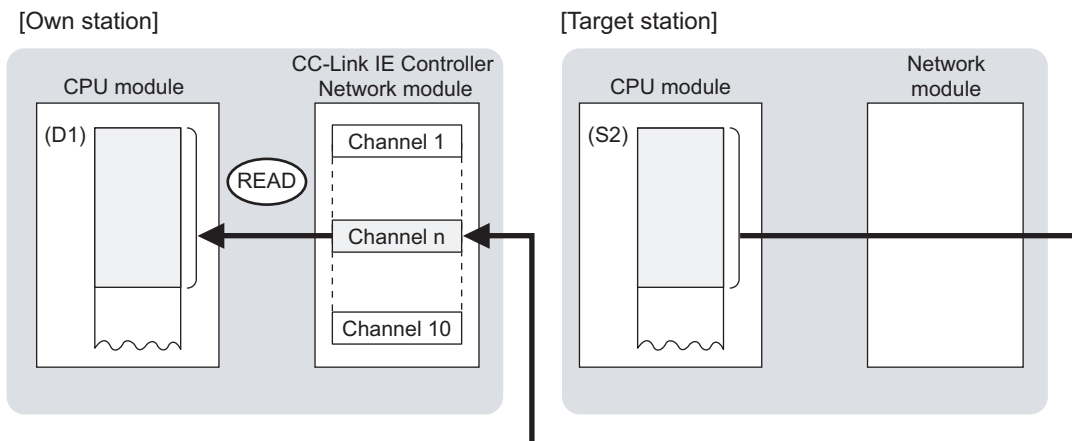 [Own station]
CPU module
CC-Link IE Controller
Network module
(D1)
READ
Channel 1
Channel n
Channel 10
[Target station]
CPU module
Network
module
(S2)